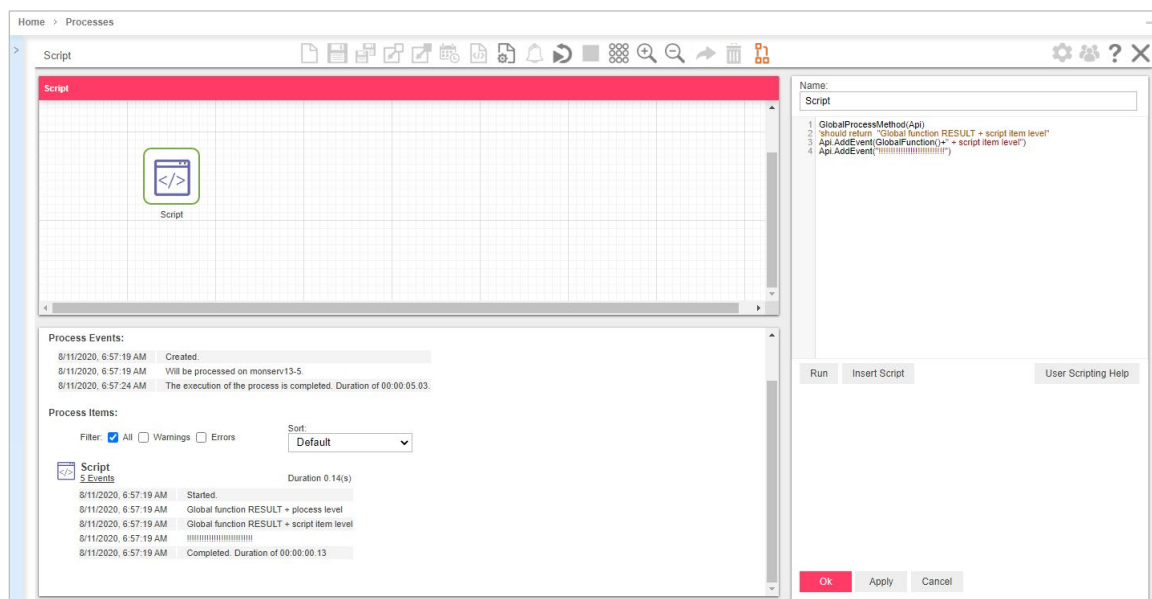 Home > Processes
Script
Script
Script
Process Events:
8/11/2020, 6:57:19 AM Created.
8/11/2020, 6:57:19 AM Will be processed on monserv13-5.
8/11/2020, 6:57:24 AM The execution of the process is completed. Duration of 00:00:05.03.
Process Items:
Filter: All Warnings Errors
Sort:
Default
Script
5 Events Duration 0.14(s)
8/11/2020, 6:57:19 AM Started.
8/11/2020, 6:57:19 AM Global function RESULT + plocess level
8/11/2020, 6:57:19 AM Global function RESULT + script item level
8/11/2020, 6:57:19 AM !!!!!!!!!!!!!!!!!!!!!!!!!!
8/11/2020, 6:57:19 AM Completed. Duration of 00:00:00.13
Name:
Script
1 GlobalProcessMethod(Api)
2 'should return "Global function RESULT + script item level"
3 Api.AddEvent(GlobalFunction()+" + script item level")
4 Api.AddEvent("!!!!!!!!!!!!!!!!!!!!!!!!!!")
Run Insert Script User Scripting Help
Ok Apply Cancel